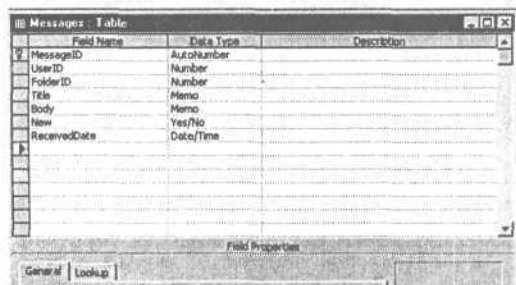 Messages : Table
Field Name Data Type Description
MessageID AutoNumber
UserID Number
FolderID Number
Title Memo
Body Memo
New Yes/No
ReceivedDate Date/Time
Field Properties
General Lookup